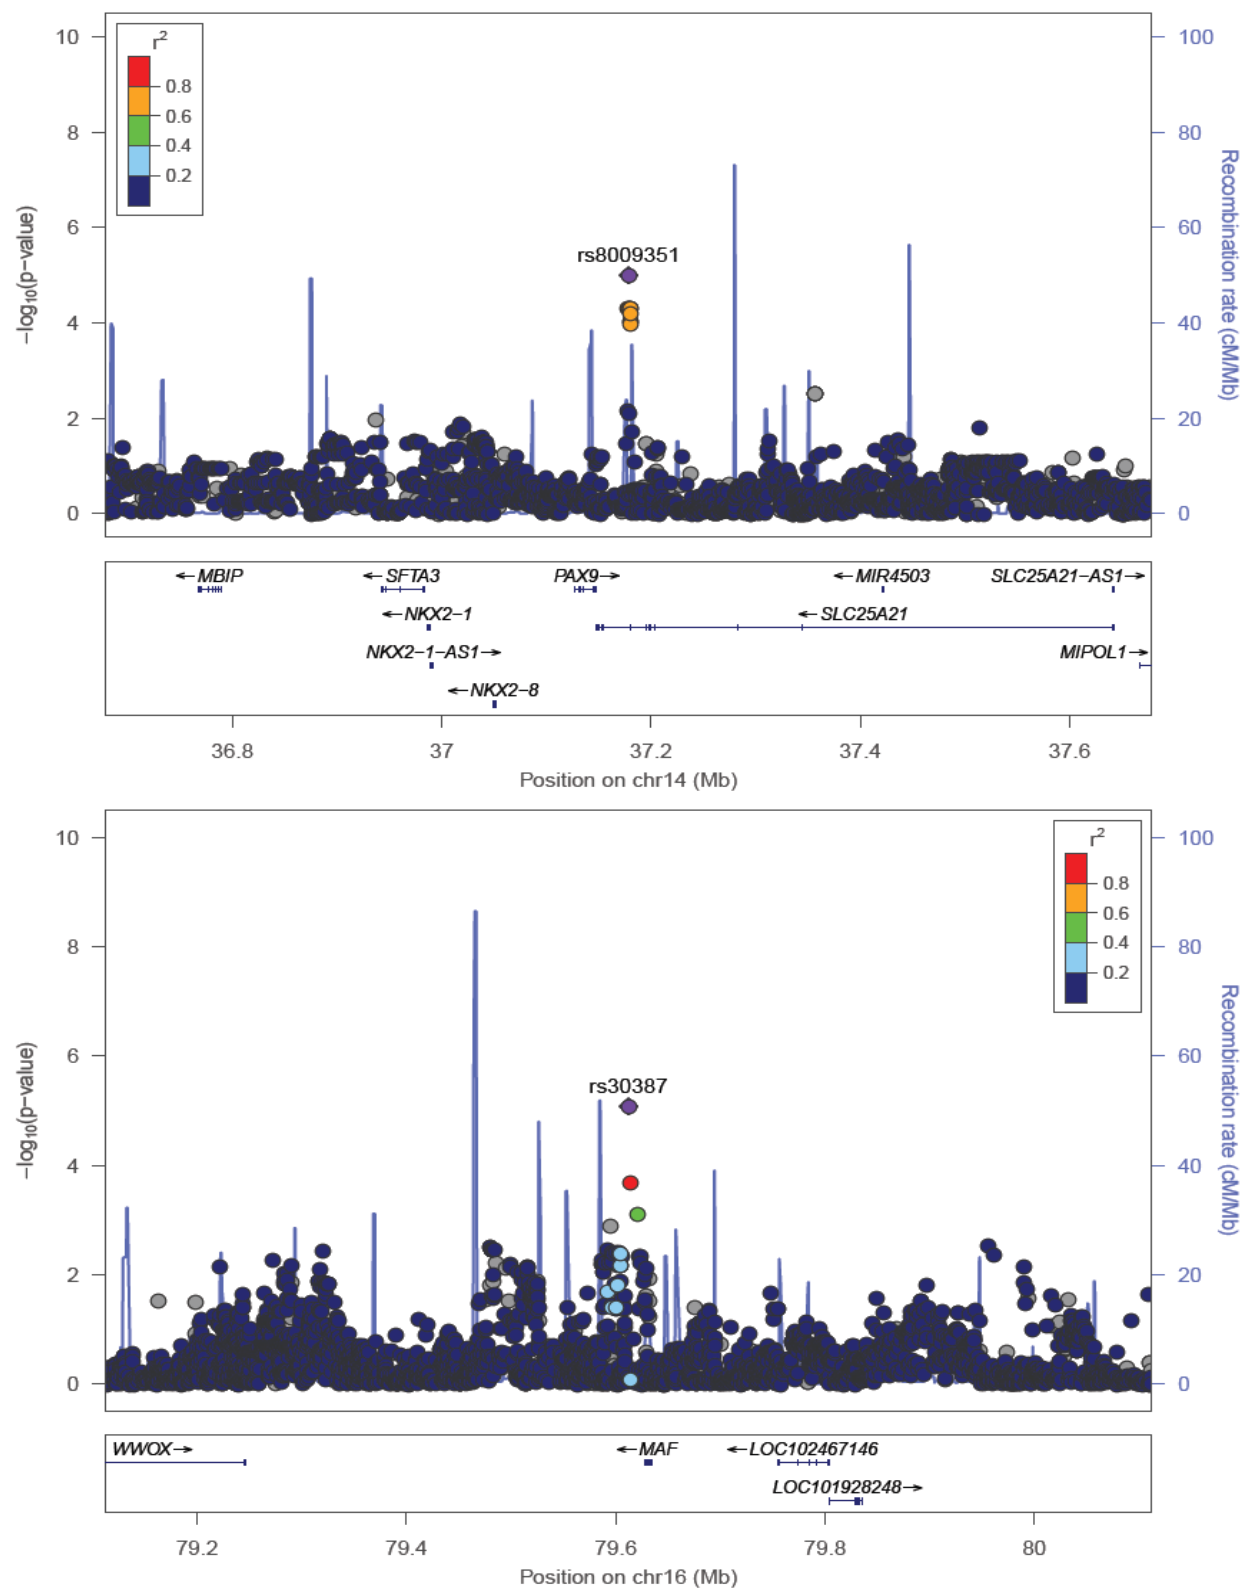 10
8
6
4
2
0
−log₁₀(p−value)
r²
0.8
0.6
0.4
0.2
rs8009351
100
80
60
40
20
0
Recombination rate (cM/Mb)
←MBIP
←SFTA3
PAX9→
←MIR4503
SLC25A21−AS1→
←NKX2−1
←SLC25A21
NKX2−1−AS1→
MIPOL1→
←NKX2−8
36.8
37
37.2
37.4
37.6
Position on chr14 (Mb)
10
8
6
4
2
0
−log₁₀(p−value)
rs30387
r²
0.8
0.6
0.4
0.2
100
80
60
40
20
0
Recombination rate (cM/Mb)
WWOX→
←MAF
←LOC102467146
LOC101928248→
79.2
79.4
79.6
79.8
80
Position on chr16 (Mb)